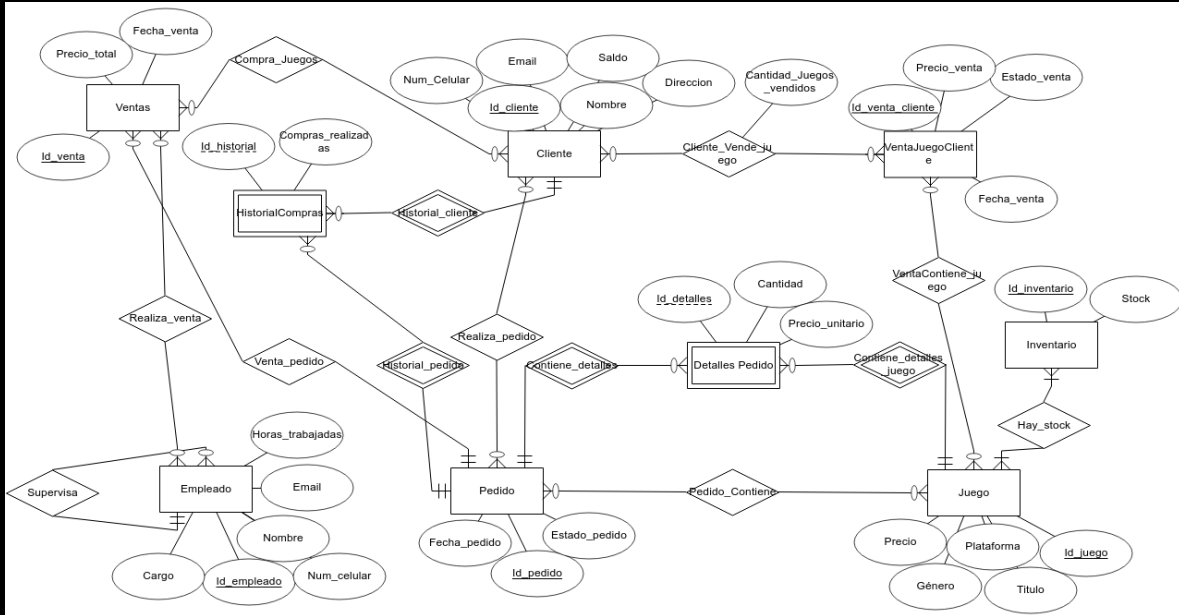 Fecha_venta
Precio_total
Compra_Juegos
Ventas
Id_venta
Email
Saldo
Num_Celular
Direccion
Id_cliente
Nombre
Cliente
Cantidad_Juegos
_vendidos
Cliente_Vende_ju
ego
Precio_venta
Estado_venta
Id_venta_cliente
VentaJuegoClient
e
Fecha_venta
Id_historial
Compras_realizad
as
HistorialCompras
Historial_cliente
VentaContiene_ju
ego
Id_inventario
Stock
Inventario
Id_detalles
Cantidad
Precio_unitario
Realiza_venta
Venta_pedido
Historial_pedido
Realiza_pedido
Contiene_detalles
Detalles Pedido
Contiene_detalles
_juego
Hay_stock
Horas_trabajadas
Supervisa
Empleado
Email
Nombre
Cargo
Id_empleado
Num_celular
Pedido
Fecha_pedido
Estado_pedido
Id_pedido
Pedido_Contiene
Juego
Precio
Plataforma
Id_juego
Género
Titulo